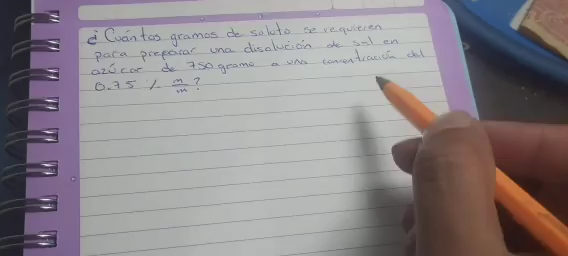 ¿Cuántos gramos de soluto se requieren
para preparar una disolución de sal en
azúcar de 750 gramo a una concentración del
0.75 % m/m?